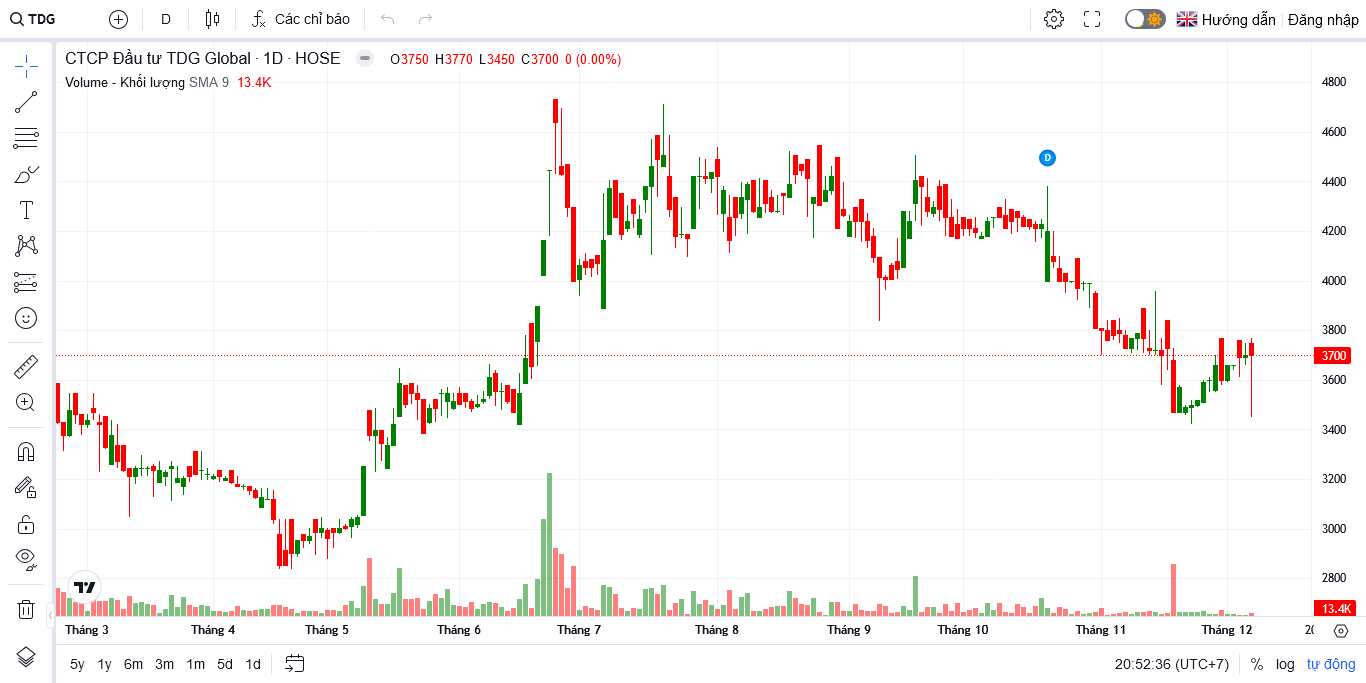 TDG D Các chỉ báo Hướng dẫn Đăng nhập
CTCP Đầu tư TDG Global · 1D · HOSE O3750 H3770 L3450 C3700 0 (0.00%)
Volume - Khối lượng SMA 9 13.4K
4800
4600
D
4400
4200
4000
3800
3700
3600
3400
3200
3000
2800
13.4K
Tháng 3 Tháng 4 Tháng 5 Tháng 6 Tháng 7 Tháng 8 Tháng 9 Tháng 10 Tháng 11 Tháng 12
5y 1y 6m 3m 1m 5d 1d 20:52:36 (UTC+7) % log tự động